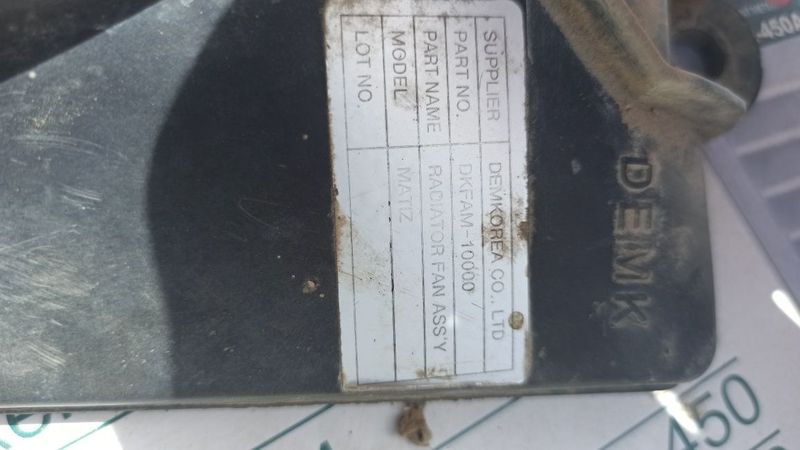 SUPPLIER DEMKOREA CO., LTD
PART NO. DKFAM-10000
PART NAME RADIATOR FAN ASS'Y
MODEL MATIZ
LOT NO.
DEMK
450
-450A